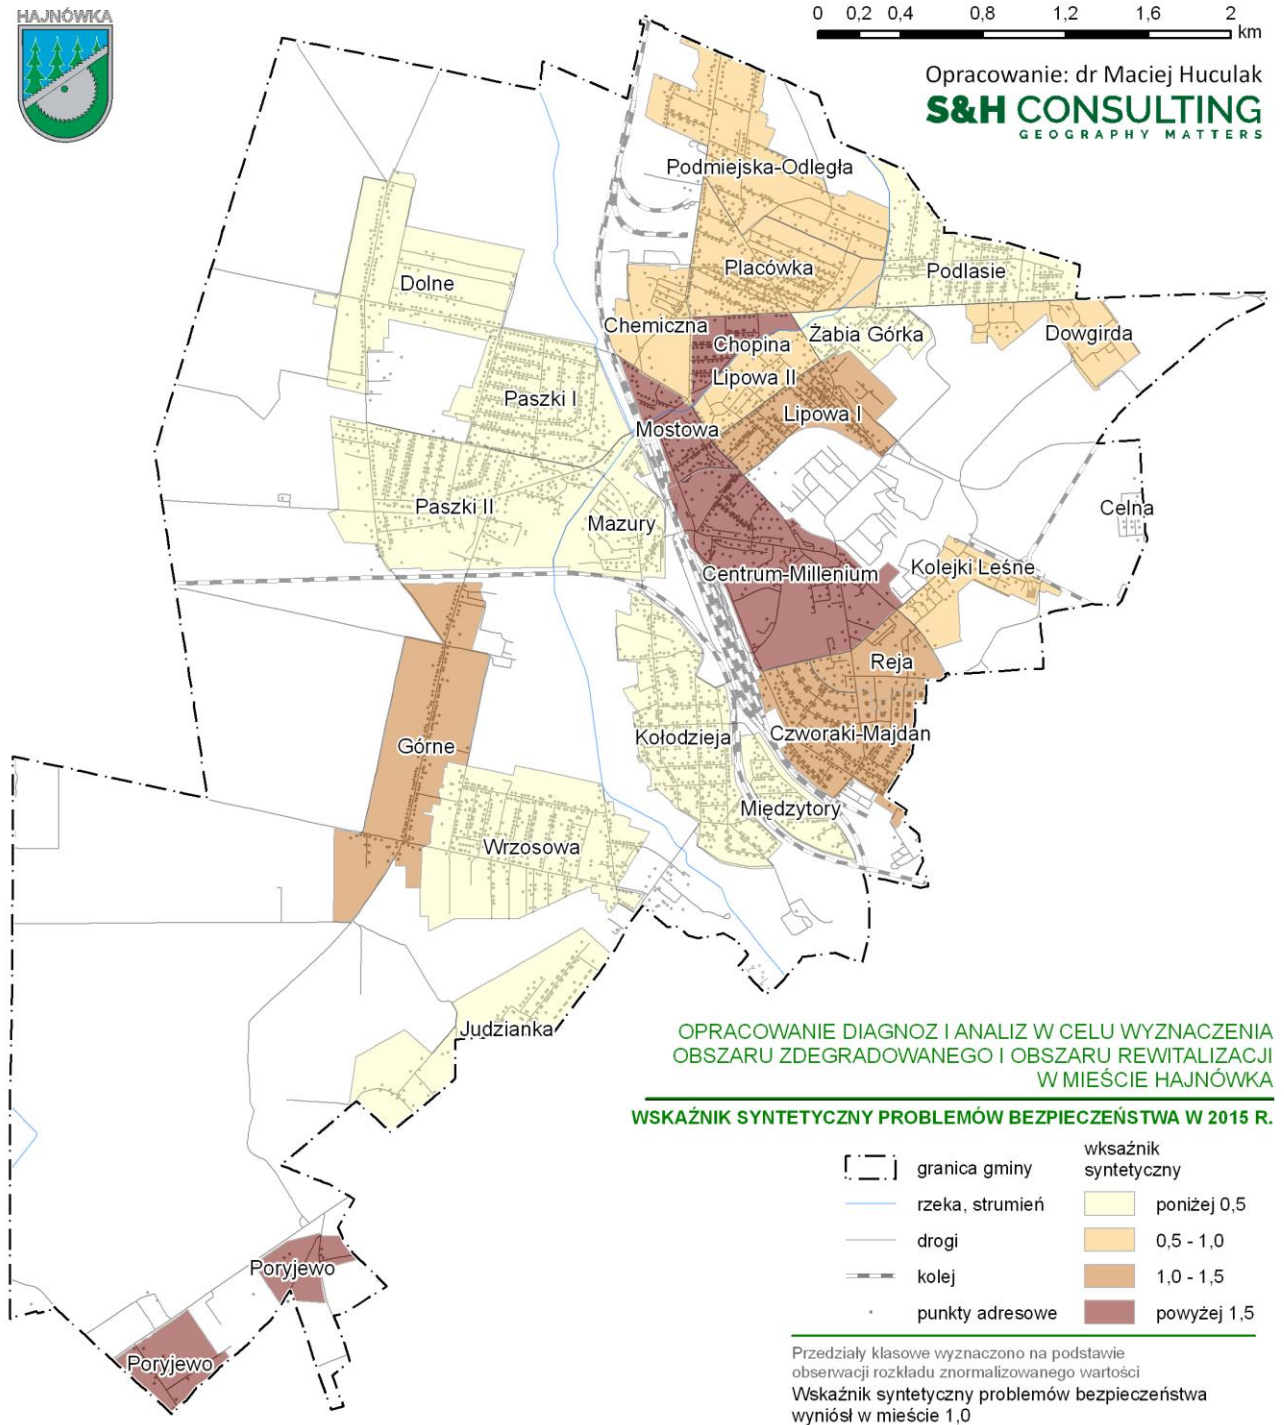 HAJNÓWKA
0 0,2 0,4 0,8 1,2 1,6 2
km
Opracowanie: dr Maciej Huculak
S&H CONSULTING
GEOGRAPHY MATTERS
Podmiejska-Odległa
Placówka
Podlasie
Dolne
Chemiczna
Żabia Górka
Dowgirda
Chopina
Lipowa II
Paszki I
Lipowa I
Mostowa
Paszki II
Mazury
Celna
Centrum-Millenium
Kolejki Leśne
Reja
Kołodzieja
Czworaki-Majdan
Górne
Międzytory
Wrzosowa
Judzianka
Poryjewo
Poryjewo
OPRACOWANIE DIAGNOZ I ANALIZ W CELU WYZNACZENIA
OBSZARU ZDEGRADOWANEGO I OBSZARU REWITALIZACJI
W MIEŚCIE HAJNÓWKA
WSKAŹNIK SYNTETYCZNY PROBLEMÓW BEZPIECZEŃSTWA W 2015 R.
granica gminy
rzeka, strumień
drogi
kolej
punkty adresowe
wksaźnik
syntetyczny
poniżej 0,5
0,5 - 1,0
1,0 - 1,5
powyżej 1,5
Przedziały klasowe wyznaczono na podstawie
obserwacji rozkładu znormalizowanego wartości
Wskaźnik syntetyczny problemów bezpieczeństwa
wyniósł w mieście 1,0